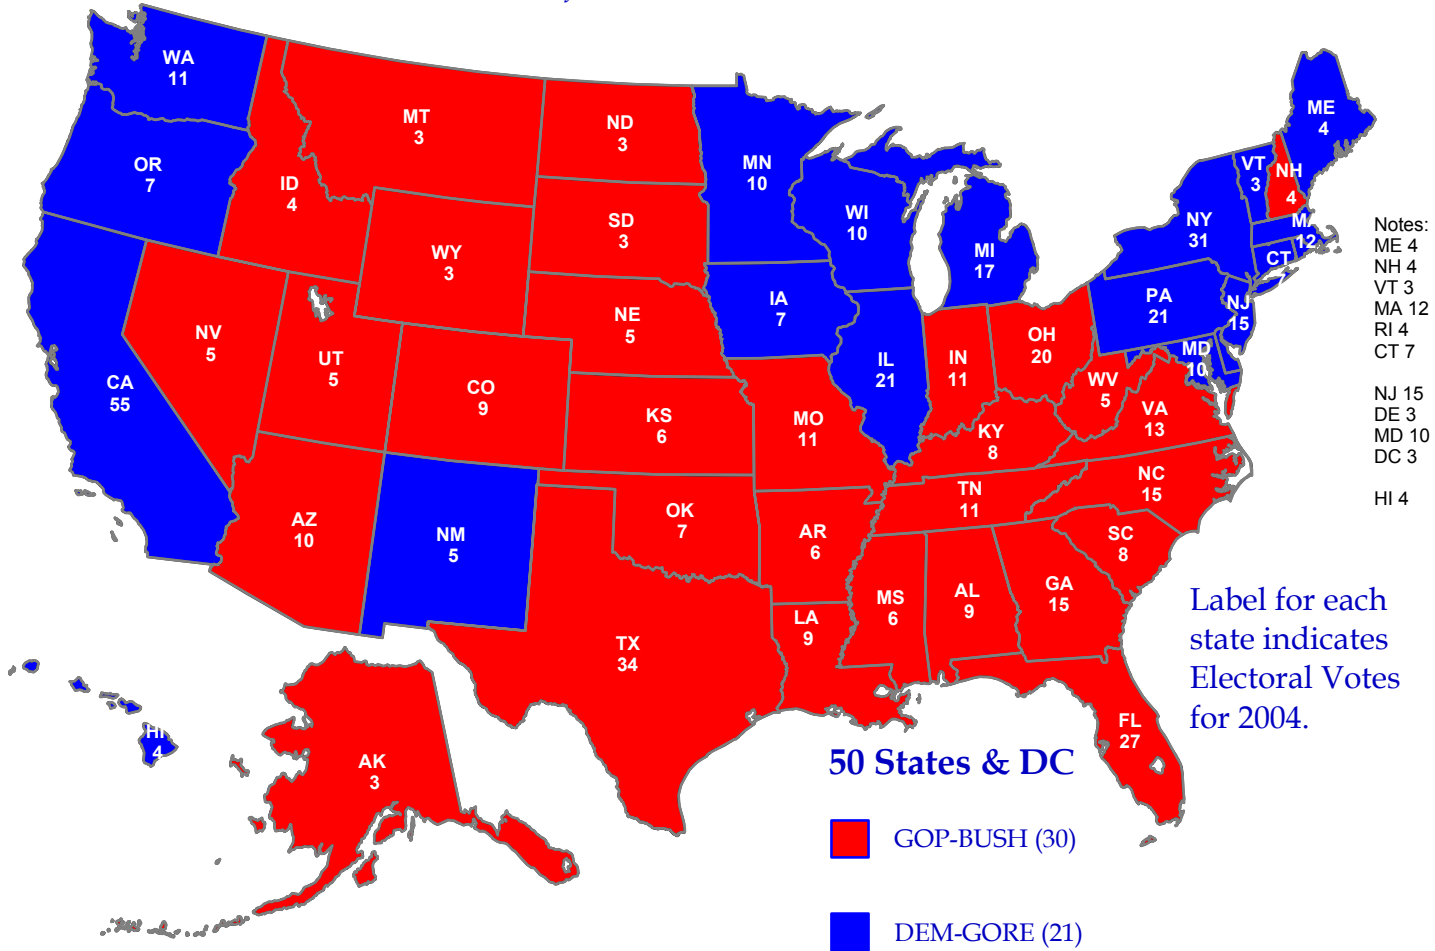 WA
11
OR
7
CA
55
ID
4
NV
5
MT
3
WY
3
UT
5
AZ
10
CO
9
NM
5
ND
3
SD
3
NE
5
KS
6
OK
7
TX
34
MN
10
IA
7
MO
11
AR
6
LA
9
WI
10
IL
21
MI
17
IN
11
OH
20
KY
8
TN
11
MS
6
AL
9
GA
15
FL
27
SC
8
NC
15
VA
13
WV
5
PA
21
NY
31
VT
3
NH
4
ME
4
MA
12
CT
7
NJ
15
MD
10
HI
4
AK
3
Notes:
ME 4
NH 4
VT 3
MA 12
RI 4
CT 7
NJ 15
DE 3
MD 10
DC 3
HI 4
Label for each
state indicates
Electoral Votes
for 2004.
50 States & DC
GOP-BUSH (30)
DEM-GORE (21)